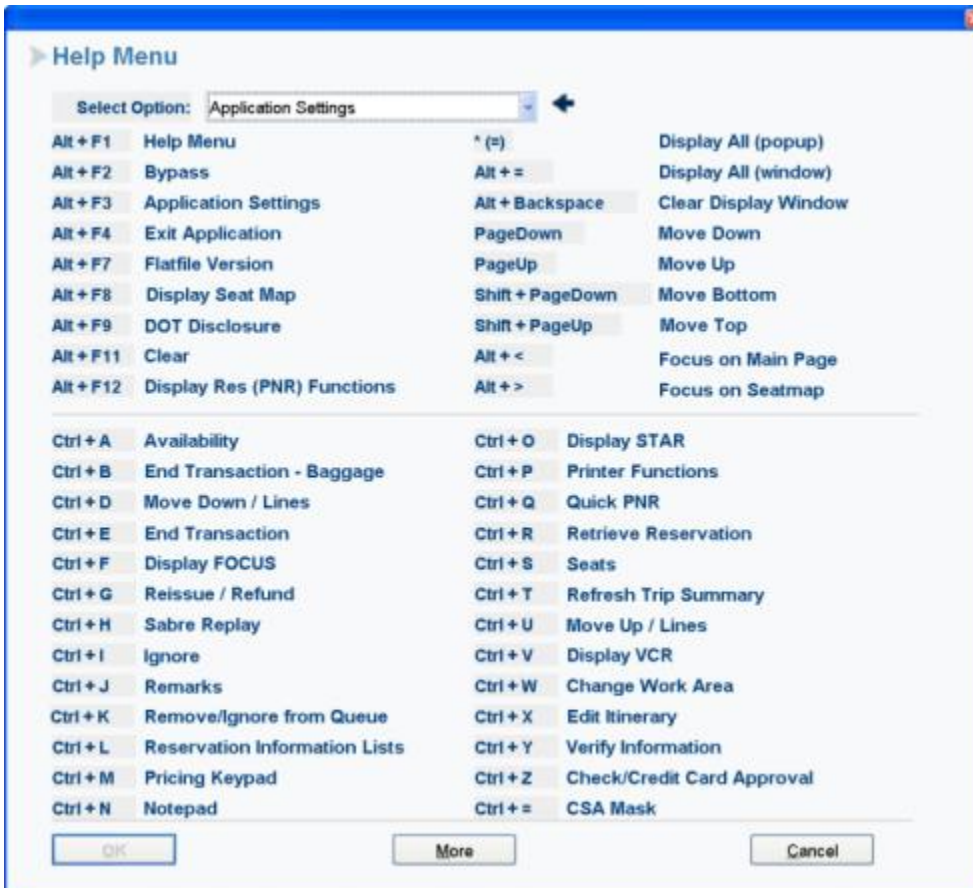 Help Menu
Select Option: Application Settings
Alt + F1 Help Menu * (=) Display All (popup)
Alt + F2 Bypass Alt + = Display All (window)
Alt + F3 Application Settings Alt + Backspace Clear Display Window
Alt + F4 Exit Application PageDown Move Down
Alt + F7 Flatfile Version PageUp Move Up
Alt + F8 Display Seat Map Shift + PageDown Move Bottom
Alt + F9 DOT Disclosure Shift + PageUp Move Top
Alt + F11 Clear Alt + < Focus on Main Page
Alt + F12 Display Res (PNR) Functions Alt + > Focus on Seatmap
Ctrl + A Availability Ctrl + O Display STAR
Ctrl + B End Transaction - Baggage Ctrl + P Printer Functions
Ctrl + D Move Down / Lines Ctrl + Q Quick PNR
Ctrl + E End Transaction Ctrl + R Retrieve Reservation
Ctrl + F Display FOCUS Ctrl + S Seats
Ctrl + G Reissue / Refund Ctrl + T Refresh Trip Summary
Ctrl + H Sabre Replay Ctrl + U Move Up / Lines
Ctrl + I Ignore Ctrl + V Display VCR
Ctrl + J Remarks Ctrl + W Change Work Area
Ctrl + K Remove/Ignore from Queue Ctrl + X Edit Itinerary
Ctrl + L Reservation Information Lists Ctrl + Y Verify Information
Ctrl + M Pricing Keypad Ctrl + Z Check/Credit Card Approval
Ctrl + N Notepad Ctrl + = CSA Mask
OK More Cancel